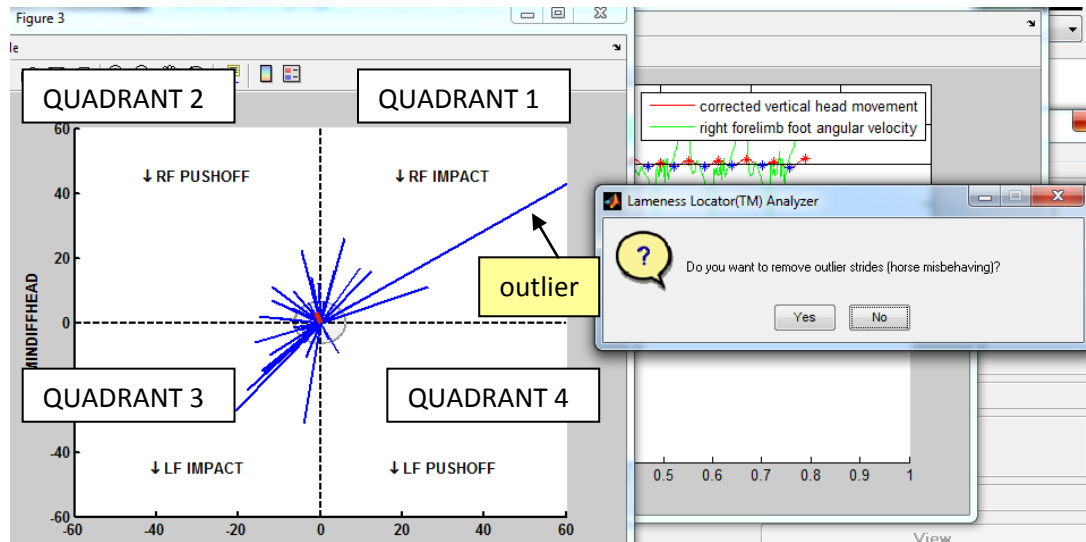 Figure 3
le
QUADRANT 2
QUADRANT 1
60
40
20
0
-40
-60
MINDIFFHEAD
↓ RF PUSHOFF
↓ RF IMPACT
outlier
QUADRANT 3
QUADRANT 4
↓ LF IMPACT
↓ LF PUSHOFF
-60
-40
-20
0
20
40
60
corrected vertical head movement
right forelimb foot angular velocity
Lameness Locator(TM) Analyzer
?
Do you want to remove outlier strides (horse misbehaving)?
Yes
No
0.5
0.6
0.7
0.8
0.9
1
View